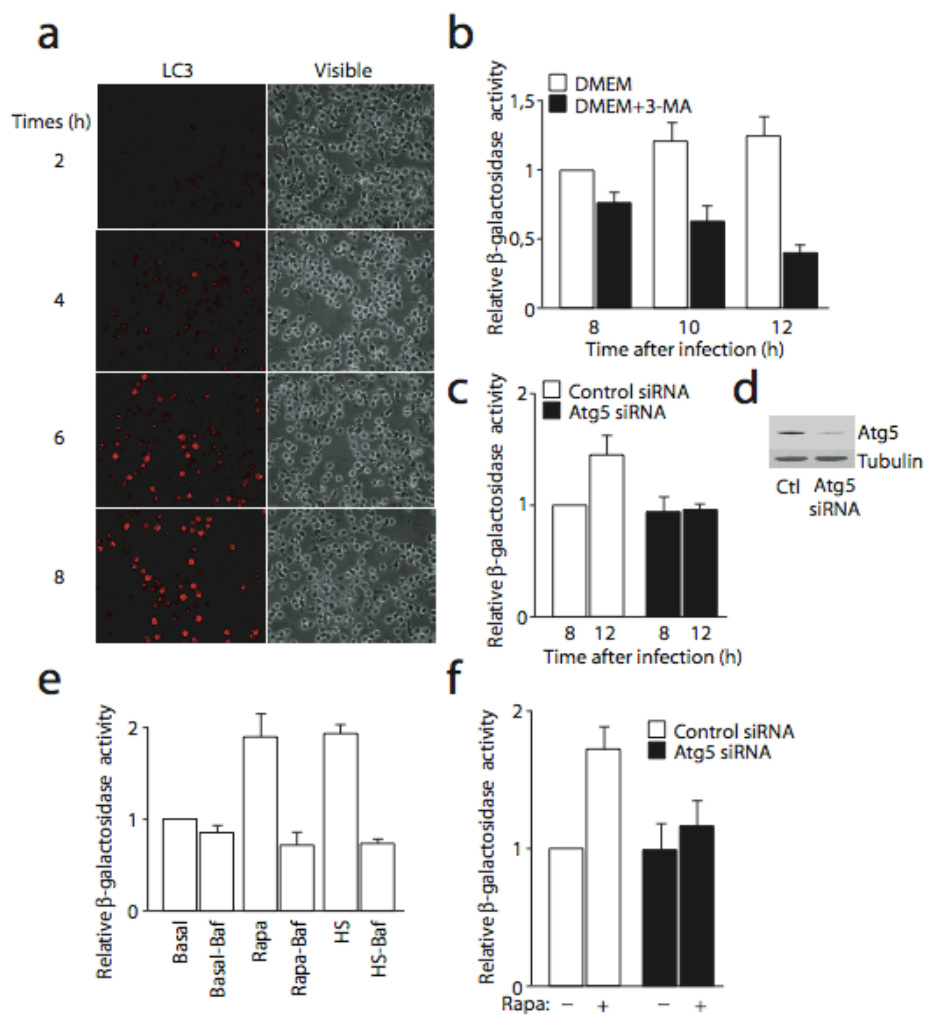 a
LC3 Visible
Times (h)
2
4
6
8
b
DMEM
DMEM+3-MA
Relative β-galactosidase activity
1,5
1
0,5
0
8 10 12
Time after infection (h)
c
Control siRNA
Atg5 siRNA
Relative β-galactosidase activity
2
1
0
8 12 8 12
Time after infection (h)
d
Atg5
Tubulin
Ctl Atg5
siRNA
e
Relative β-galactosidase activity
2
1
0
Basal
Basal-Baf
Rapa
Rapa-Baf
HS
HS-Baf
f
Control siRNA
Atg5 siRNA
Relative β-galactosidase activity
2
1
0
Rapa: − + − +